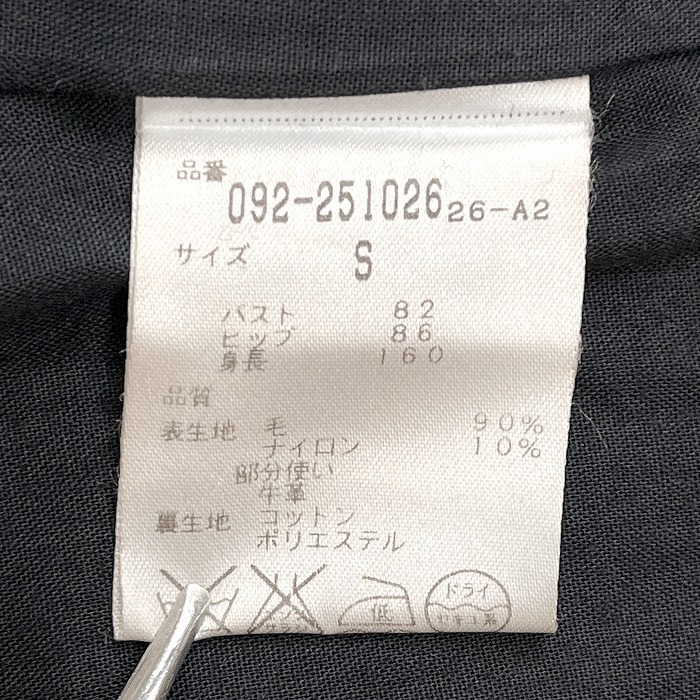 品番
092-251026 26-A2
サイズ S
バスト 82
ヒップ 86
身長 160
品質
表生地 毛 90%
ナイロン 10%
部分使い
牛革
裏生地 コットン
ポリエステル
低
ドライ